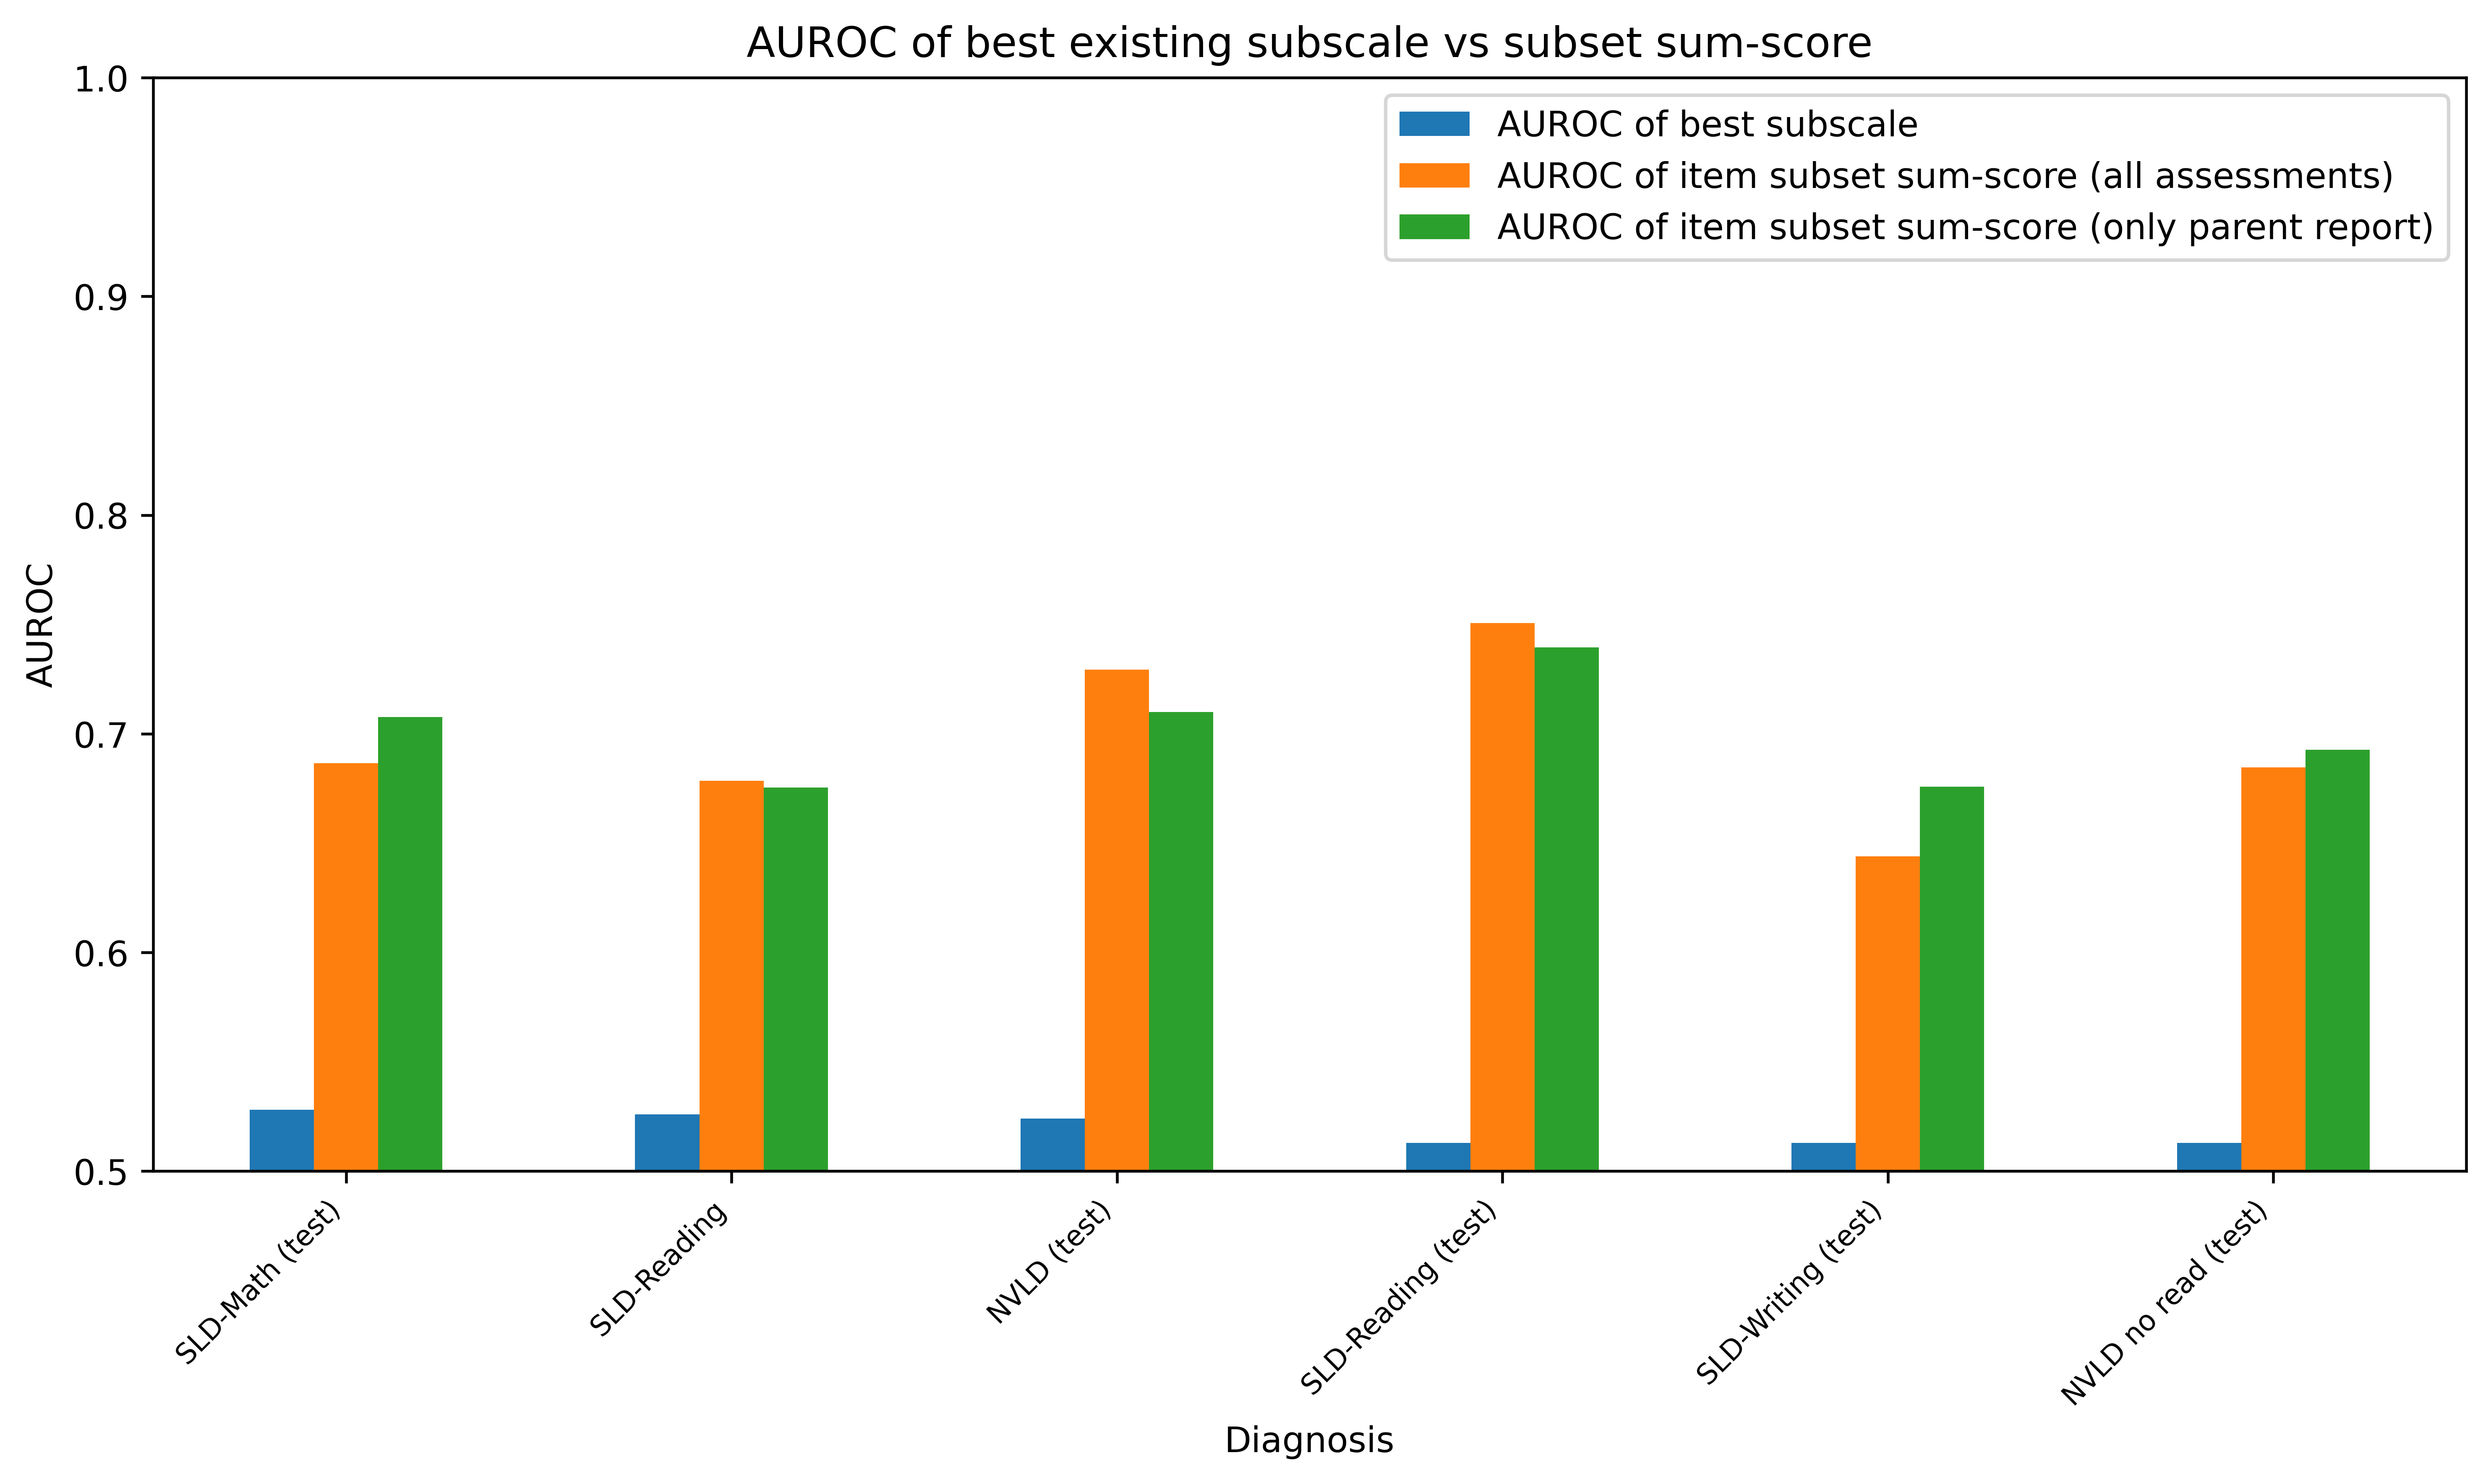 AUROC of best existing subscale vs subset sum-score
AUROC of best subscale
AUROC of item subset sum-score (all assessments)
AUROC of item subset sum-score (only parent report)
AUROC
1.0
0.9
0.8
0.7
0.6
0.5
SLD-Math (test)
SLD-Reading
NVLD (test)
SLD-Reading (test)
SLD-Writing (test)
NVLD no read (test)
Diagnosis